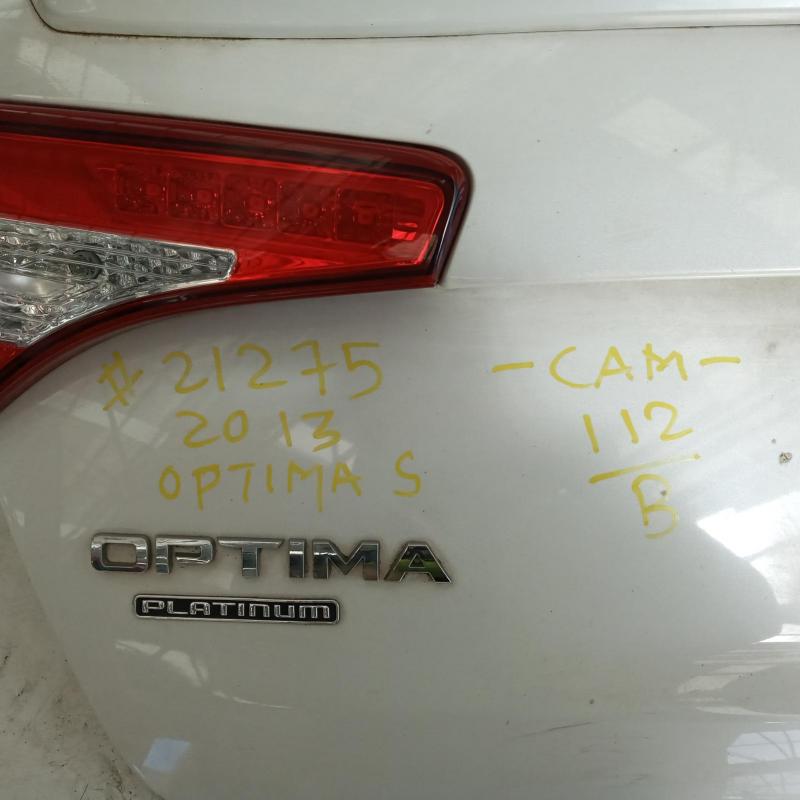 # 21275
2013
OPTIMA S
- CAM -
112
B
OPTIMA
PLATINUM